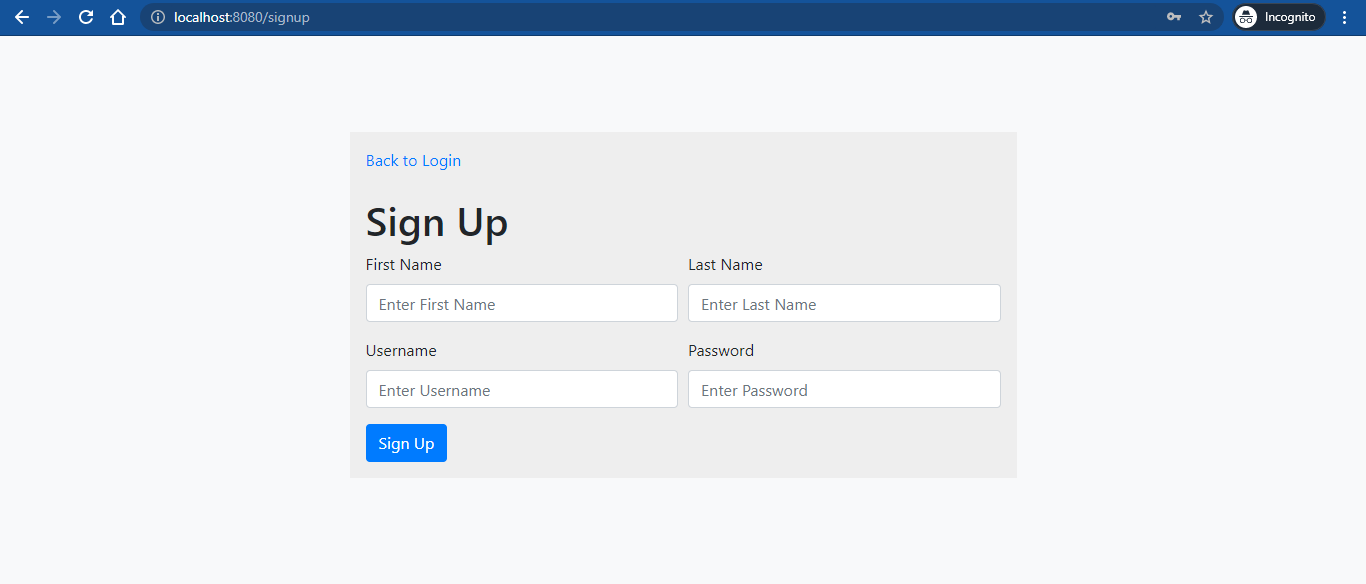 localhost:8080/signup
Incognito
Back to Login
Sign Up
First Name Last Name
Enter First Name Enter Last Name
Username Password
Enter Username Enter Password
Sign Up